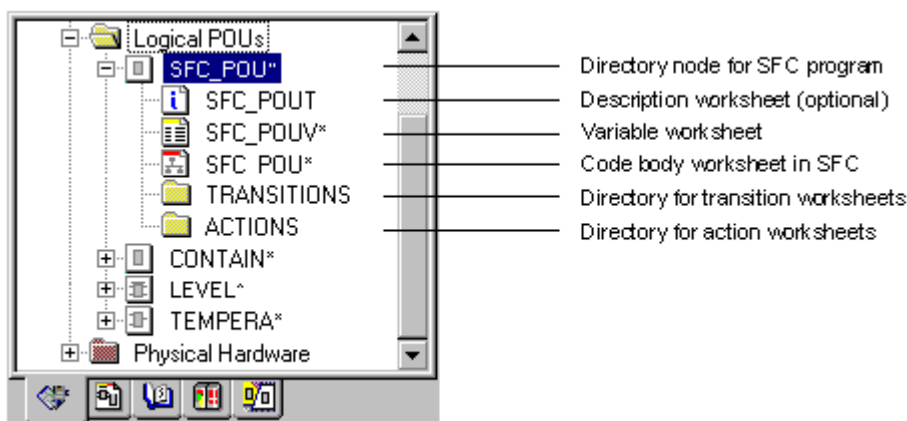 Logical POUs
SFC_POU* Directory node for SFC program
SFC_POUT Description worksheet (optional)
SFC_POUV* Variable worksheet
SFC_POU* Code body worksheet in SFC
TRANSITIONS Directory for transition worksheets
ACTIONS Directory for action worksheets
CONTAIN*
LEVEL*
TEMPERA*
Physical Hardware